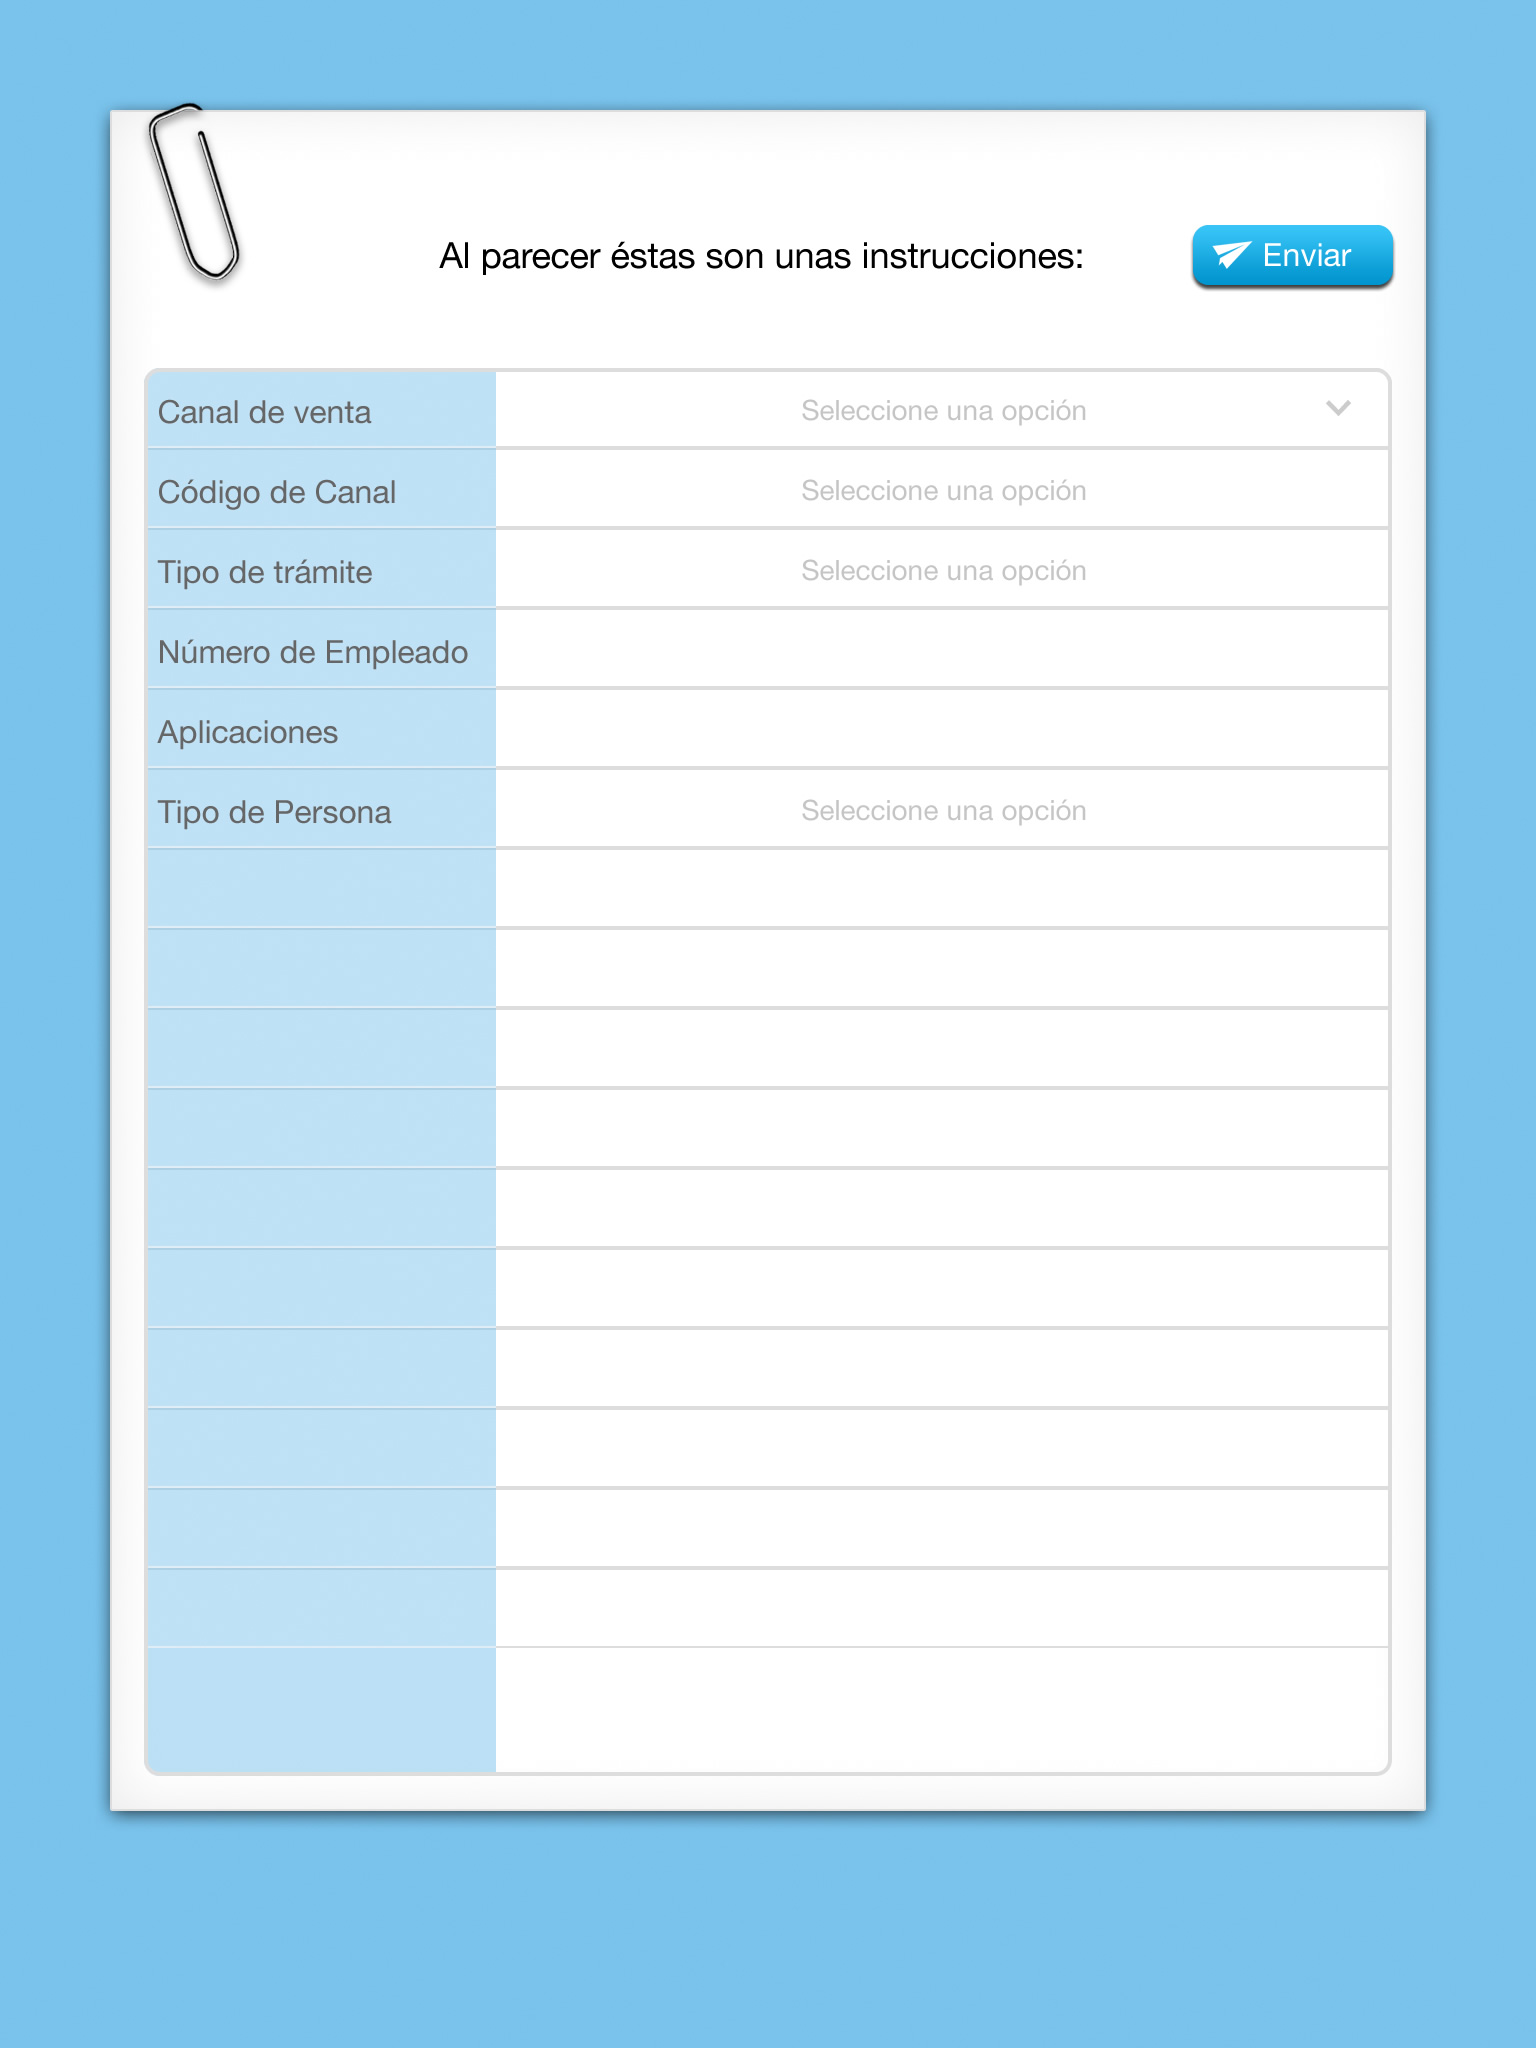 Al parecer éstas son unas instrucciones:
Enviar
Canal de venta Seleccione una opción
Código de Canal Seleccione una opción
Tipo de trámite Seleccione una opción
Número de Empleado
Aplicaciones
Tipo de Persona Seleccione una opción